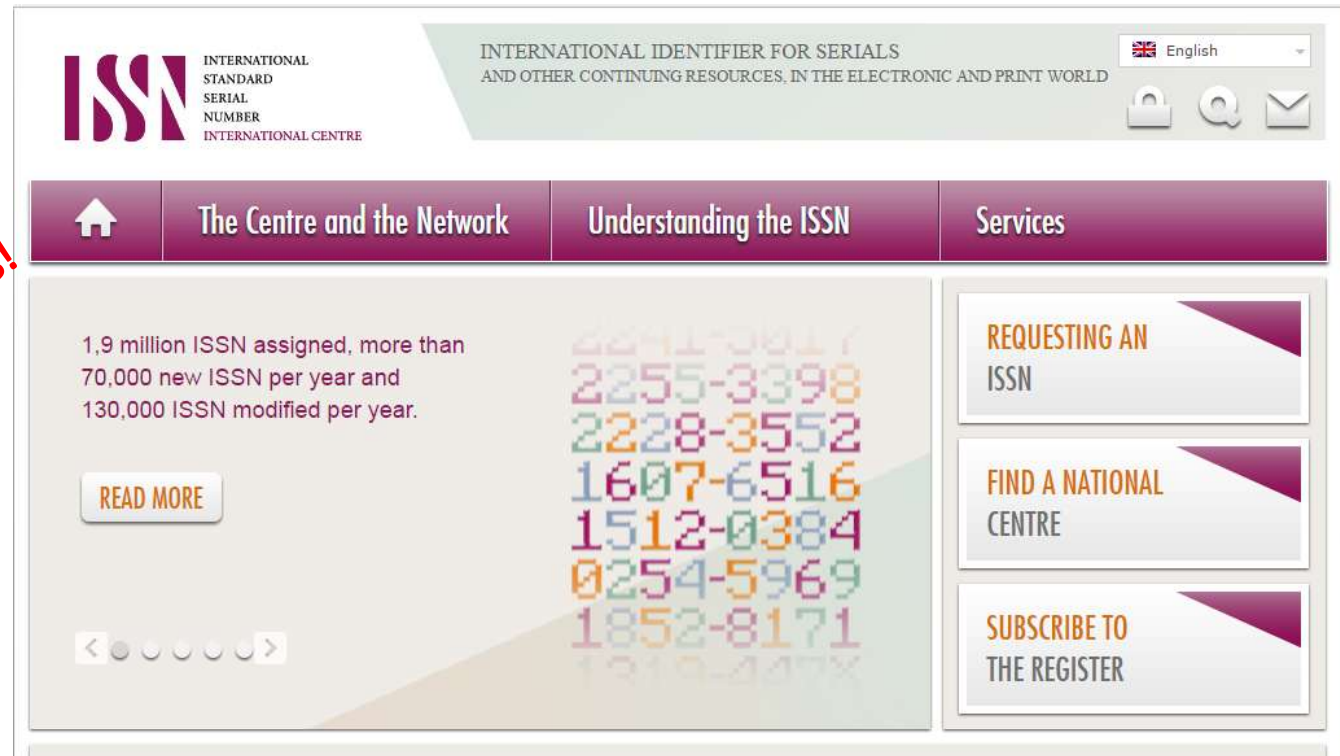 ISSN
INTERNATIONAL
STANDARD
SERIAL
NUMBER
INTERNATIONAL CENTRE
INTERNATIONAL IDENTIFIER FOR SERIALS
AND OTHER CONTINUING RESOURCES, IN THE ELECTRONIC AND PRINT WORLD
English
The Centre and the Network
Understanding the ISSN
Services
1,9 million ISSN assigned, more than
70,000 new ISSN per year and
130,000 ISSN modified per year.
READ MORE
2241-5017
2255-3398
2228-3552
1607-6516
1512-0384
0254-5969
1852-8171
REQUESTING AN
ISSN
FIND A NATIONAL
CENTRE
SUBSCRIBE TO
THE REGISTER